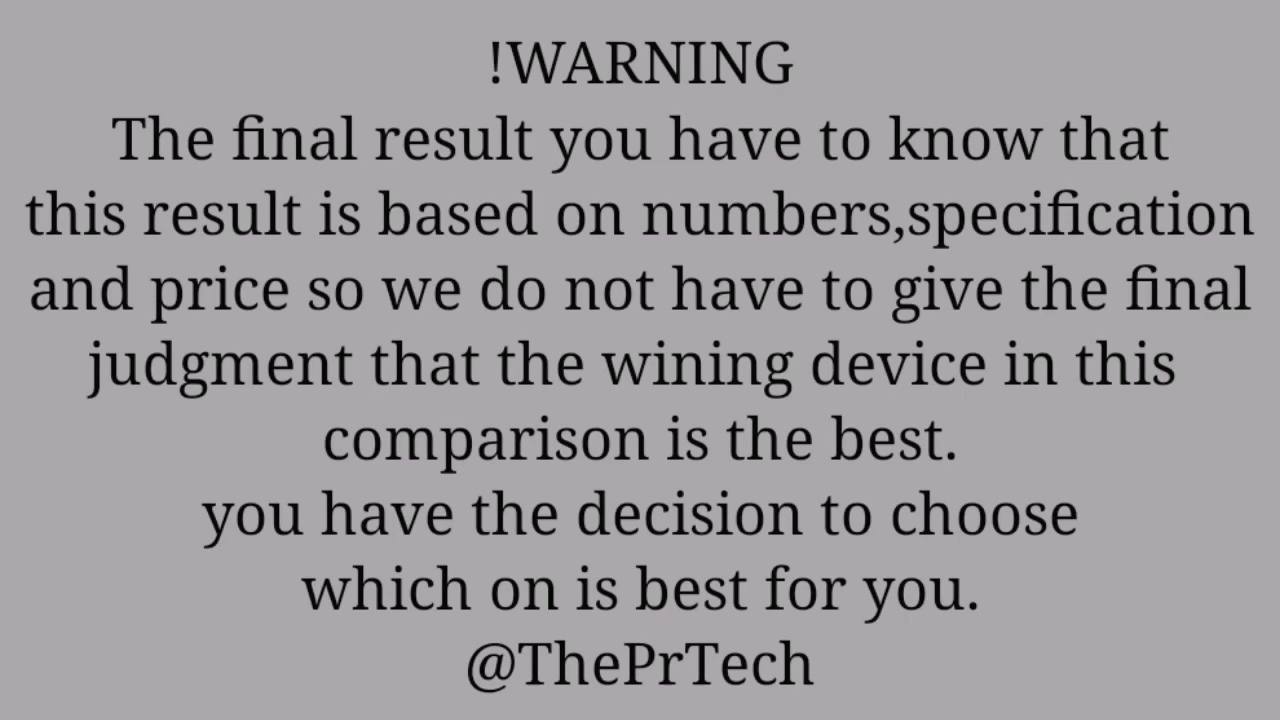 !WARNING
The final result you have to know that
this result is based on numbers,specification
and price so we do not have to give the final
judgment that the wining device in this
comparison is the best.
you have the decision to choose
which on is best for you.
@ThePrTech